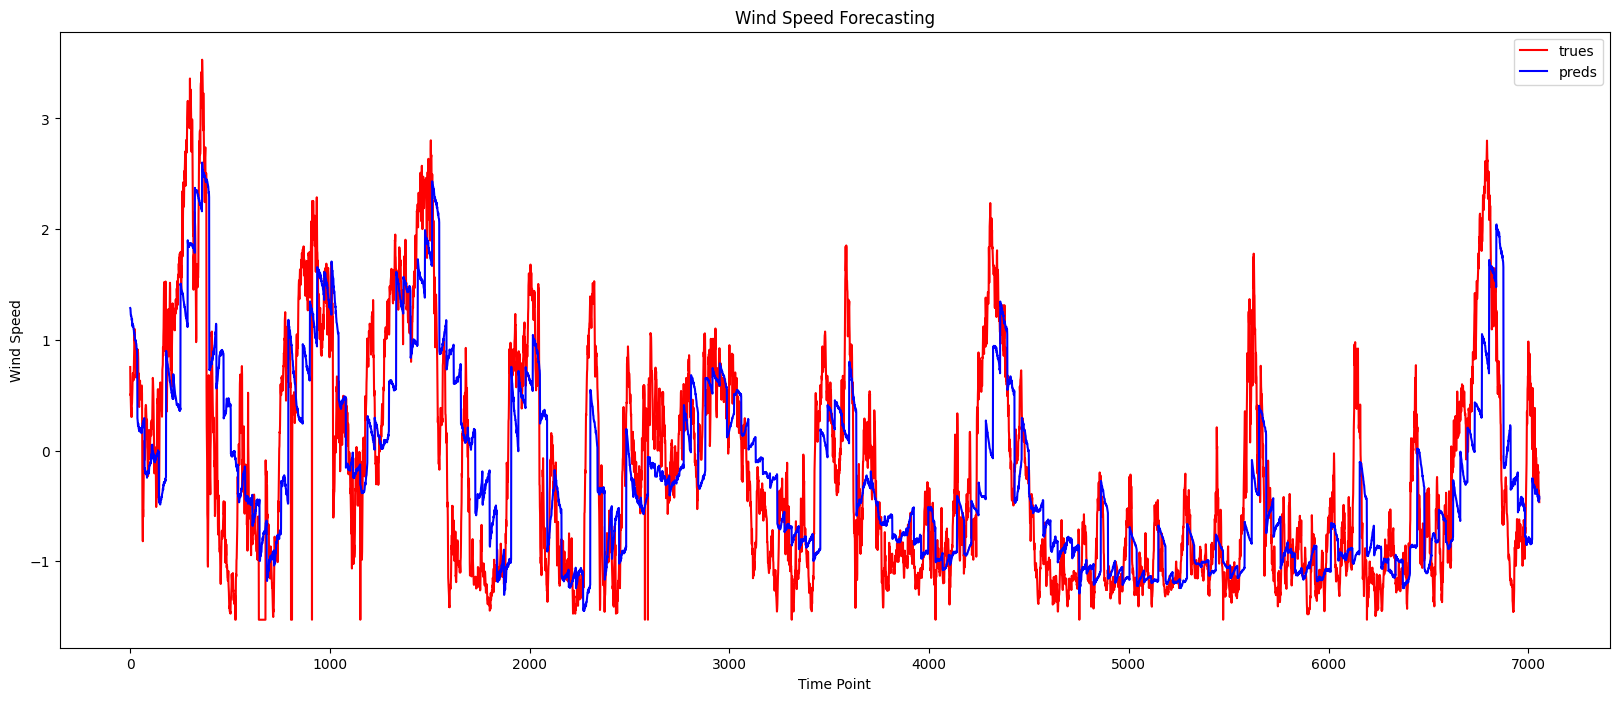 Wind Speed Forecasting
trues
preds
Wind Speed
3
2
1
0
−1
0 1000 2000 3000 4000 5000 6000 7000
Time Point